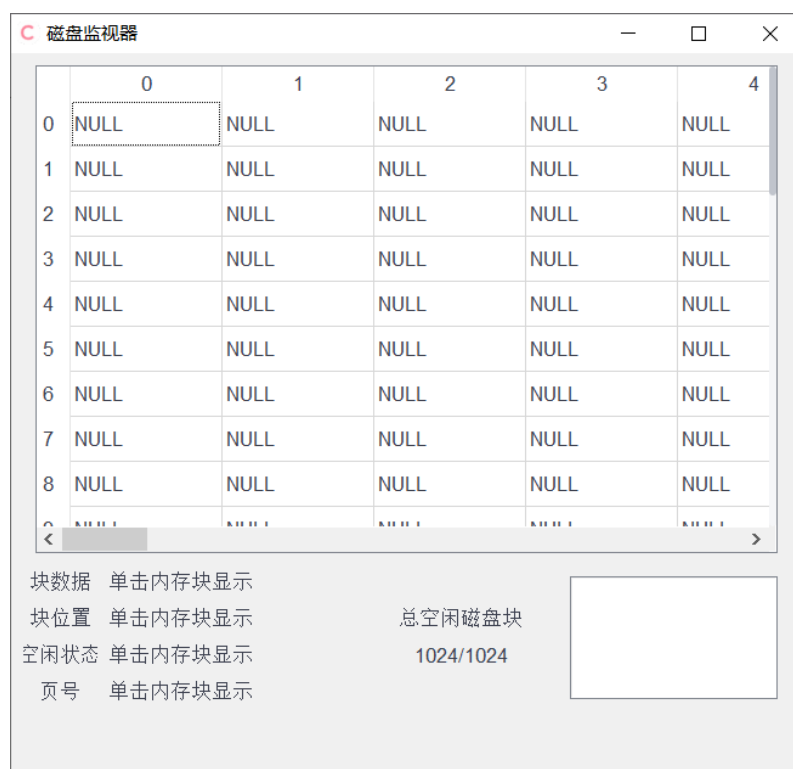 C 磁盘监视器
0 1 2 3 4
0 NULL NULL NULL NULL NULL
1 NULL NULL NULL NULL NULL
2 NULL NULL NULL NULL NULL
3 NULL NULL NULL NULL NULL
4 NULL NULL NULL NULL NULL
5 NULL NULL NULL NULL NULL
6 NULL NULL NULL NULL NULL
7 NULL NULL NULL NULL NULL
8 NULL NULL NULL NULL NULL
块数据 单击内存块显示
块位置 单击内存块显示 总空闲磁盘块
空闲状态 单击内存块显示 1024/1024
页号 单击内存块显示